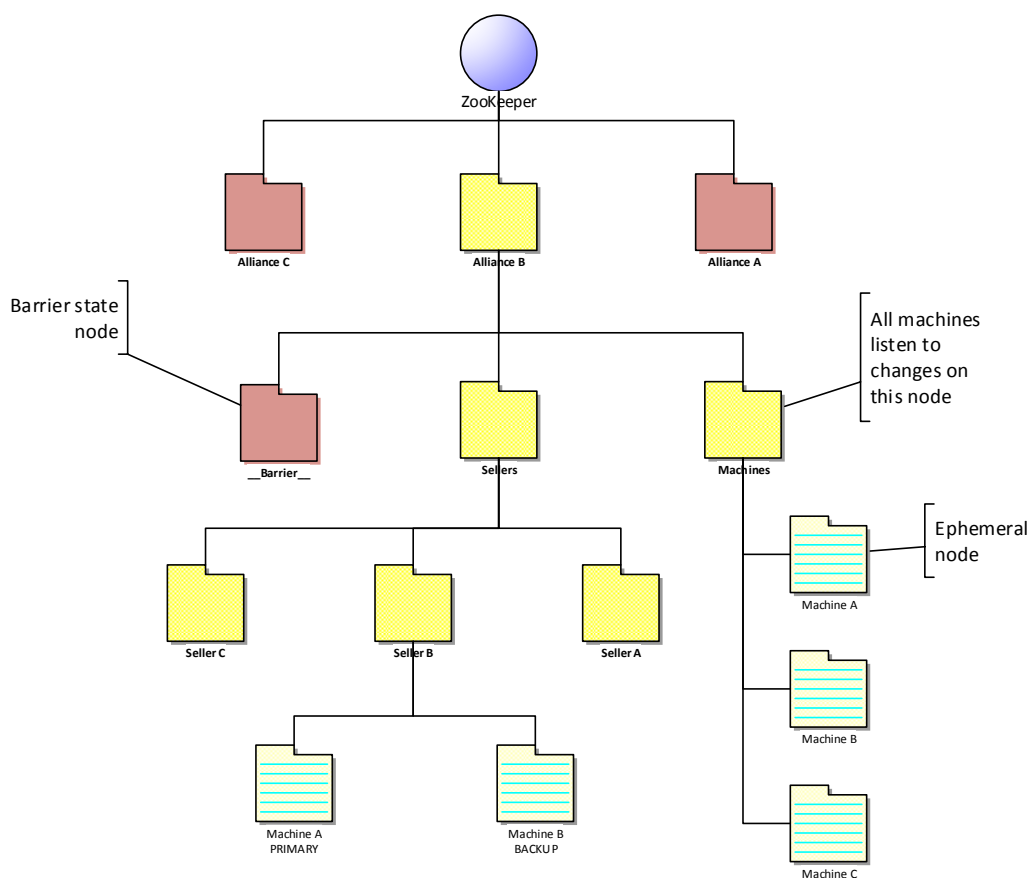 ZooKeeper
Alliance C
Alliance B
Alliance A
Barrier state
node
All machines
listen to
changes on
this node
__Barrier__
Sellers
Machines
Ephemeral
node
Machine A
Seller C
Seller B
Seller A
Machine B
Machine A
PRIMARY
Machine B
BACKUP
Machine C